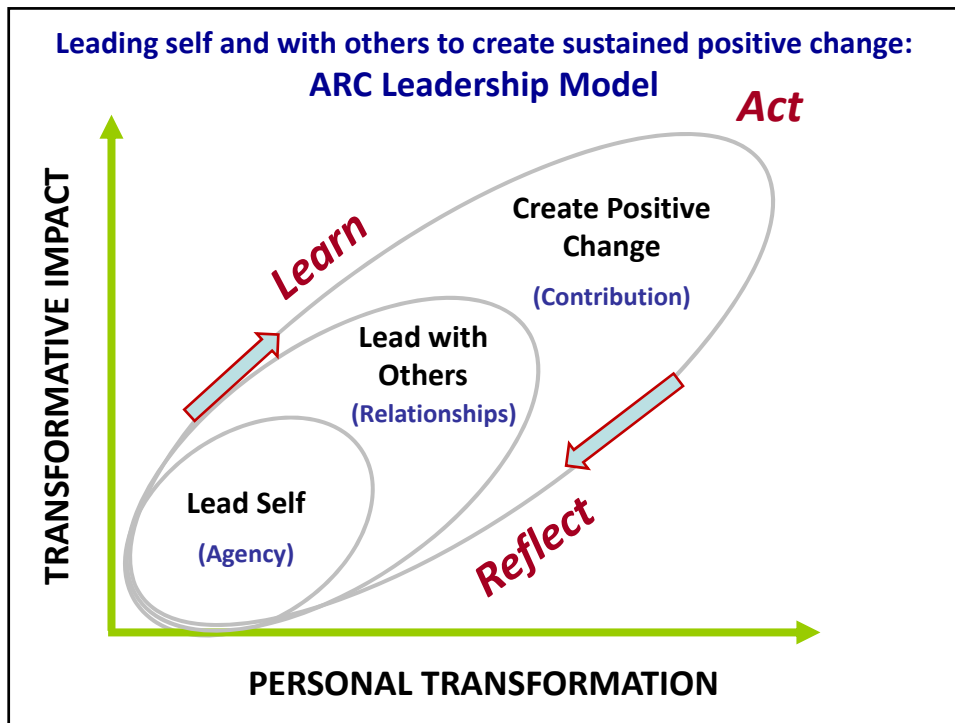 Leading self and with others to create sustained positive change:
ARC Leadership Model
Act
Learn
Create Positive
Change
(Contribution)
Lead with
Others
(Relationships)
Lead Self
(Agency)
Reflect
TRANSFORMATIVE IMPACT
PERSONAL TRANSFORMATION